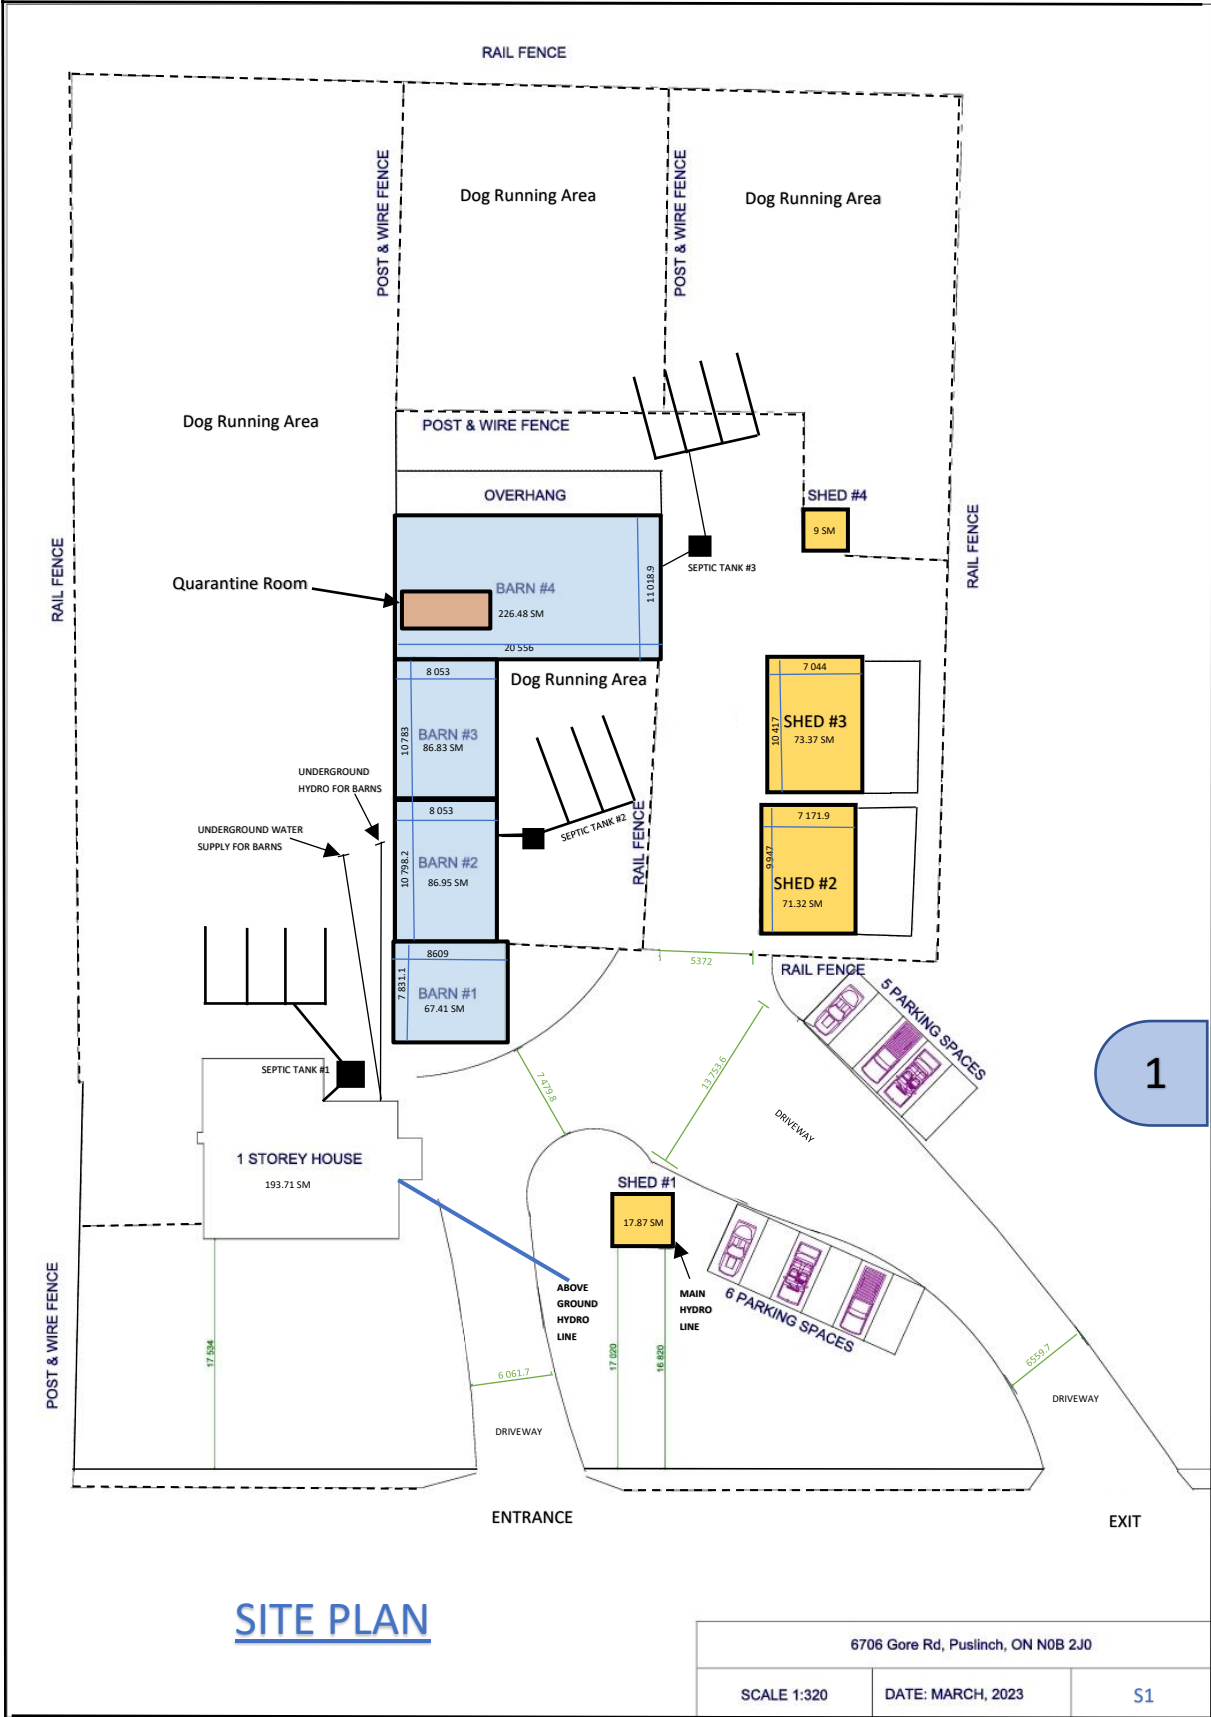 RAIL FENCE
POST & WIRE FENCE
Dog Running Area
POST & WIRE FENCE
Dog Running Area
Dog Running Area
POST & WIRE FENCE
OVERHANG
SHED #4
9 SM
RAIL FENCE
RAIL FENCE
SEPTIC TANK #3
Quarantine Room
BARN #4
226.48 SM
11 018.9
20 556
8 053
Dog Running Area
10 783
BARN #3
86.83 SM
7 044
10 417
SHED #3
73.37 SM
UNDERGROUND
HYDRO FOR BARNS
8 053
UNDERGROUND WATER
SUPPLY FOR BARNS
10 798.2
BARN #2
86.95 SM
SEPTIC TANK #2
RAIL FENCE
7 171.9
9 947
SHED #2
71.32 SM
8609
7 831.1
BARN #1
67.41 SM
5372
RAIL FENCE
5 PARKING SPACES
1
SEPTIC TANK #1
7 479.8
13 753.6
DRIVEWAY
1 STOREY HOUSE
193.71 SM
SHED #1
17.87 SM
ABOVE
GROUND
HYDRO
LINE
MAIN
HYDRO
LINE
6 PARKING SPACES
POST & WIRE FENCE
17 534
17 020
16 820
6 061.7
6559.7
DRIVEWAY
DRIVEWAY
ENTRANCE
EXIT
SITE PLAN
6706 Gore Rd, Puslinch, ON N0B 2J0
SCALE 1:320
DATE: MARCH, 2023
S1